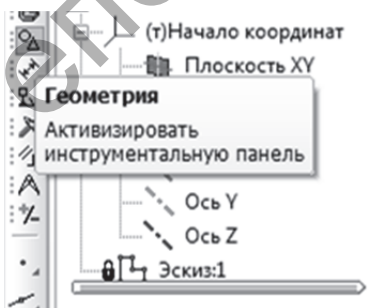 (т)Начало координат
Плоскость XY
Геометрия
Активизировать
инструментальную панель
Ось Y
Ось Z
Эскиз:1